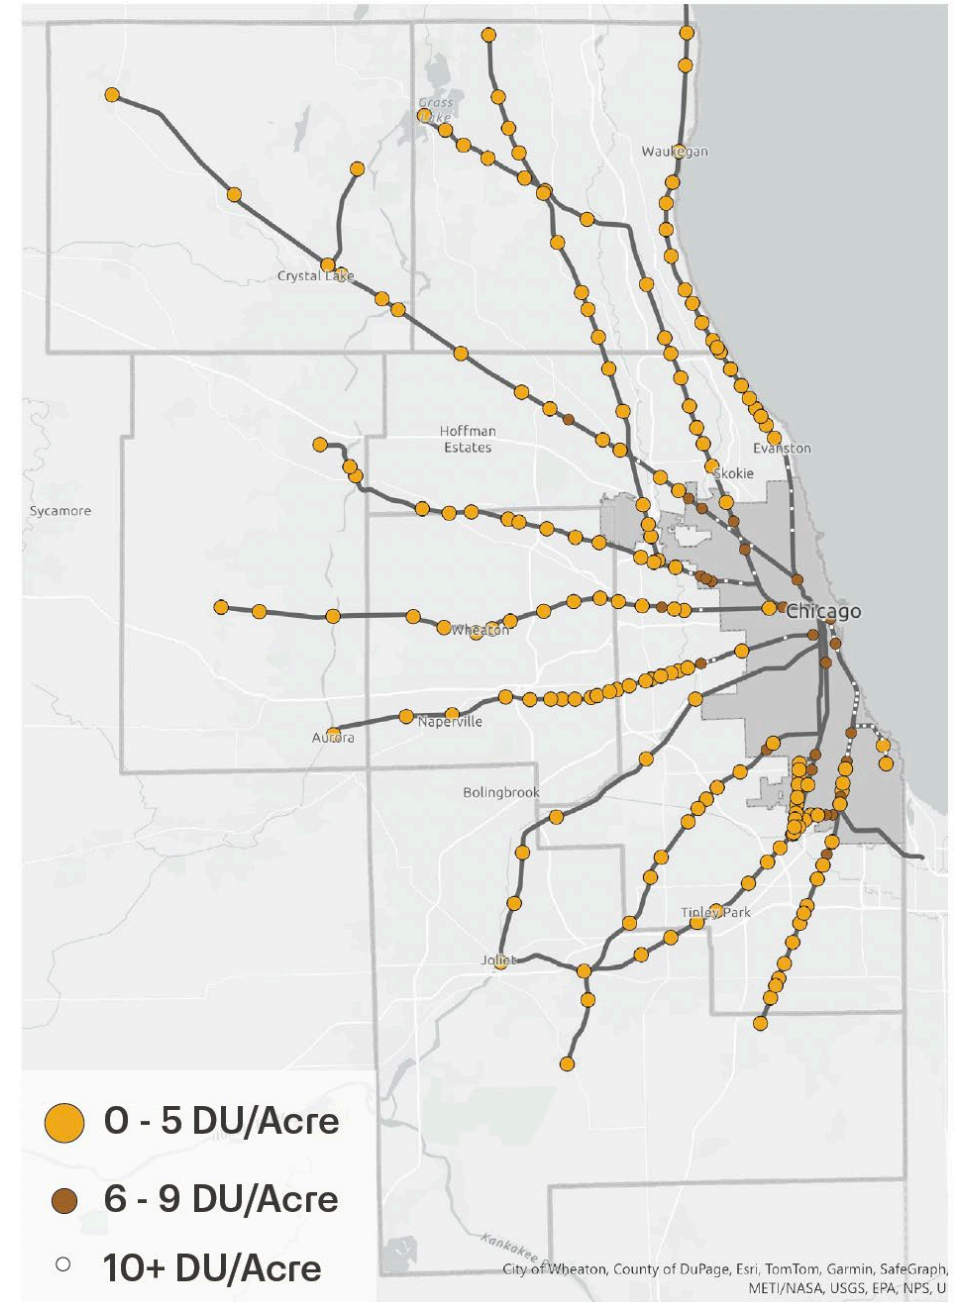 Grass
Lake
Waukegan
Crystal Lake
Hoffman
Estates
Evanston
Skokie
Sycamore
Chicago
Wheaton
Naperville
Aurora
Bolingbrook
Tinley Park
Joliet
0 - 5 DU/Acre
6 - 9 DU/Acre
10+ DU/Acre
Kankakee
City of Wheaton, County of DuPage, Esri, TomTom, Garmin, SafeGraph,
METI/NASA, USGS, EPA, NPS, U